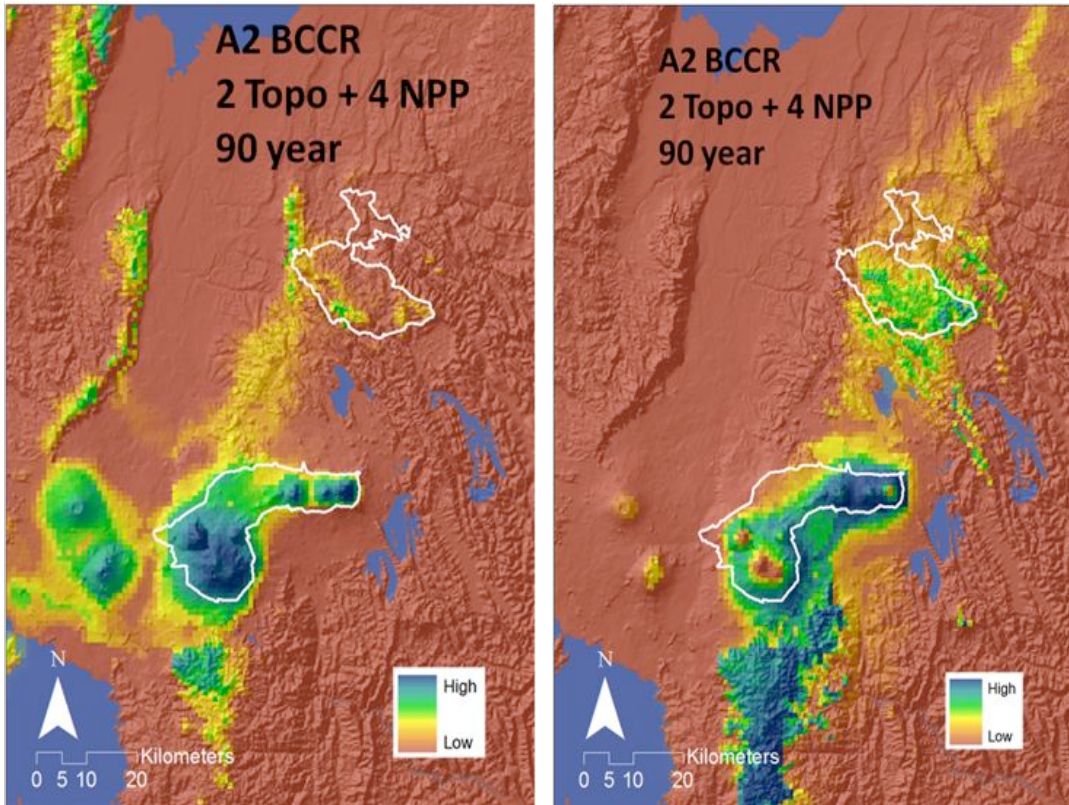 A2 BCCR
2 Topo + 4 NPP
90 year
N
High
Low
Kilometers
0 5 10 20
A2 BCCR
2 Topo + 4 NPP
90 year
N
High
Low
Kilometers
0 5 10 20